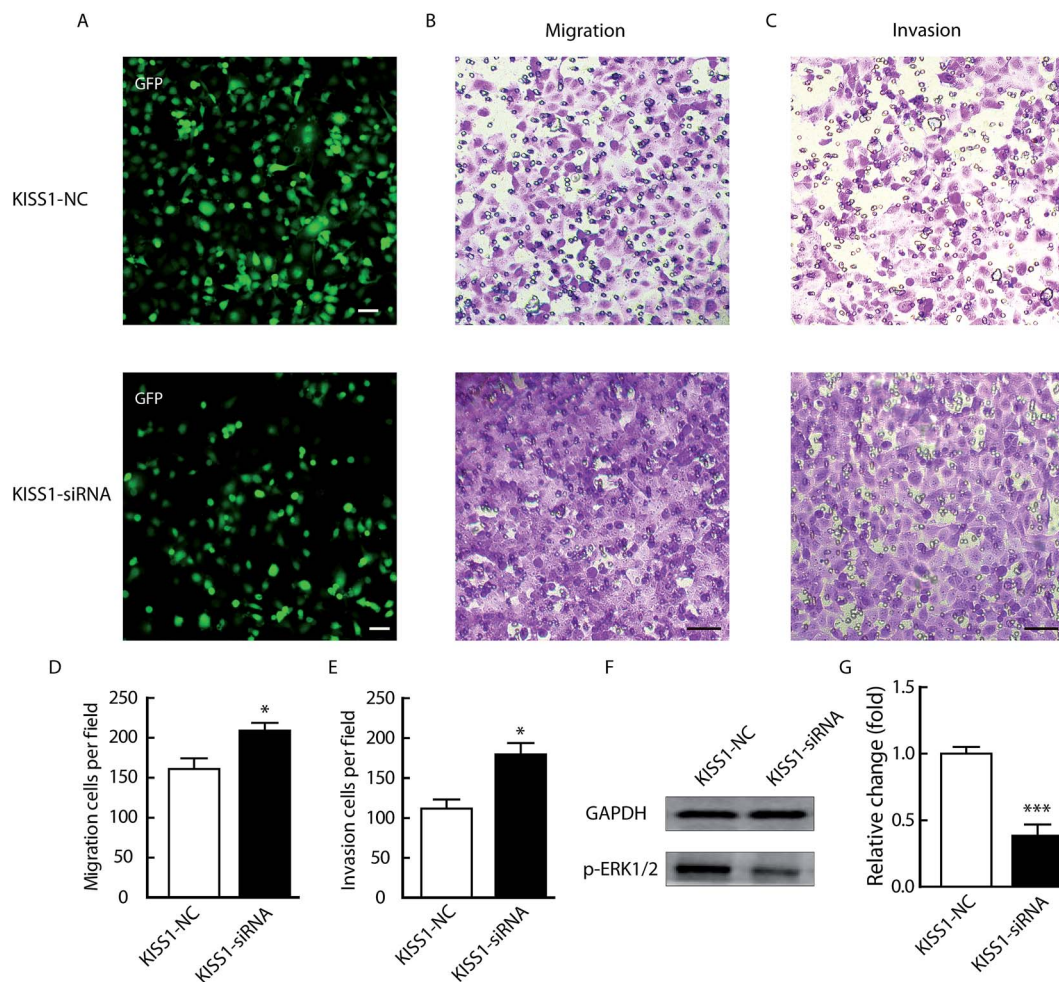 A
B
C
Migration
Invasion
KISS1-NC
GFP
KISS1-siRNA
GFP
D
Migration cells per field
250
200
150
100
50
0
*
KISS1-NC
KISS1-siRNA
E
Invasion cells per field
250
200
150
100
50
0
*
KISS1-NC
KISS1-siRNA
F
KISS1-NC
KISS1-siRNA
GAPDH
p-ERK1/2
G
Relative change (fold)
1.5
1.0
0.5
0.0
***
KISS1-NC
KISS1-siRNA